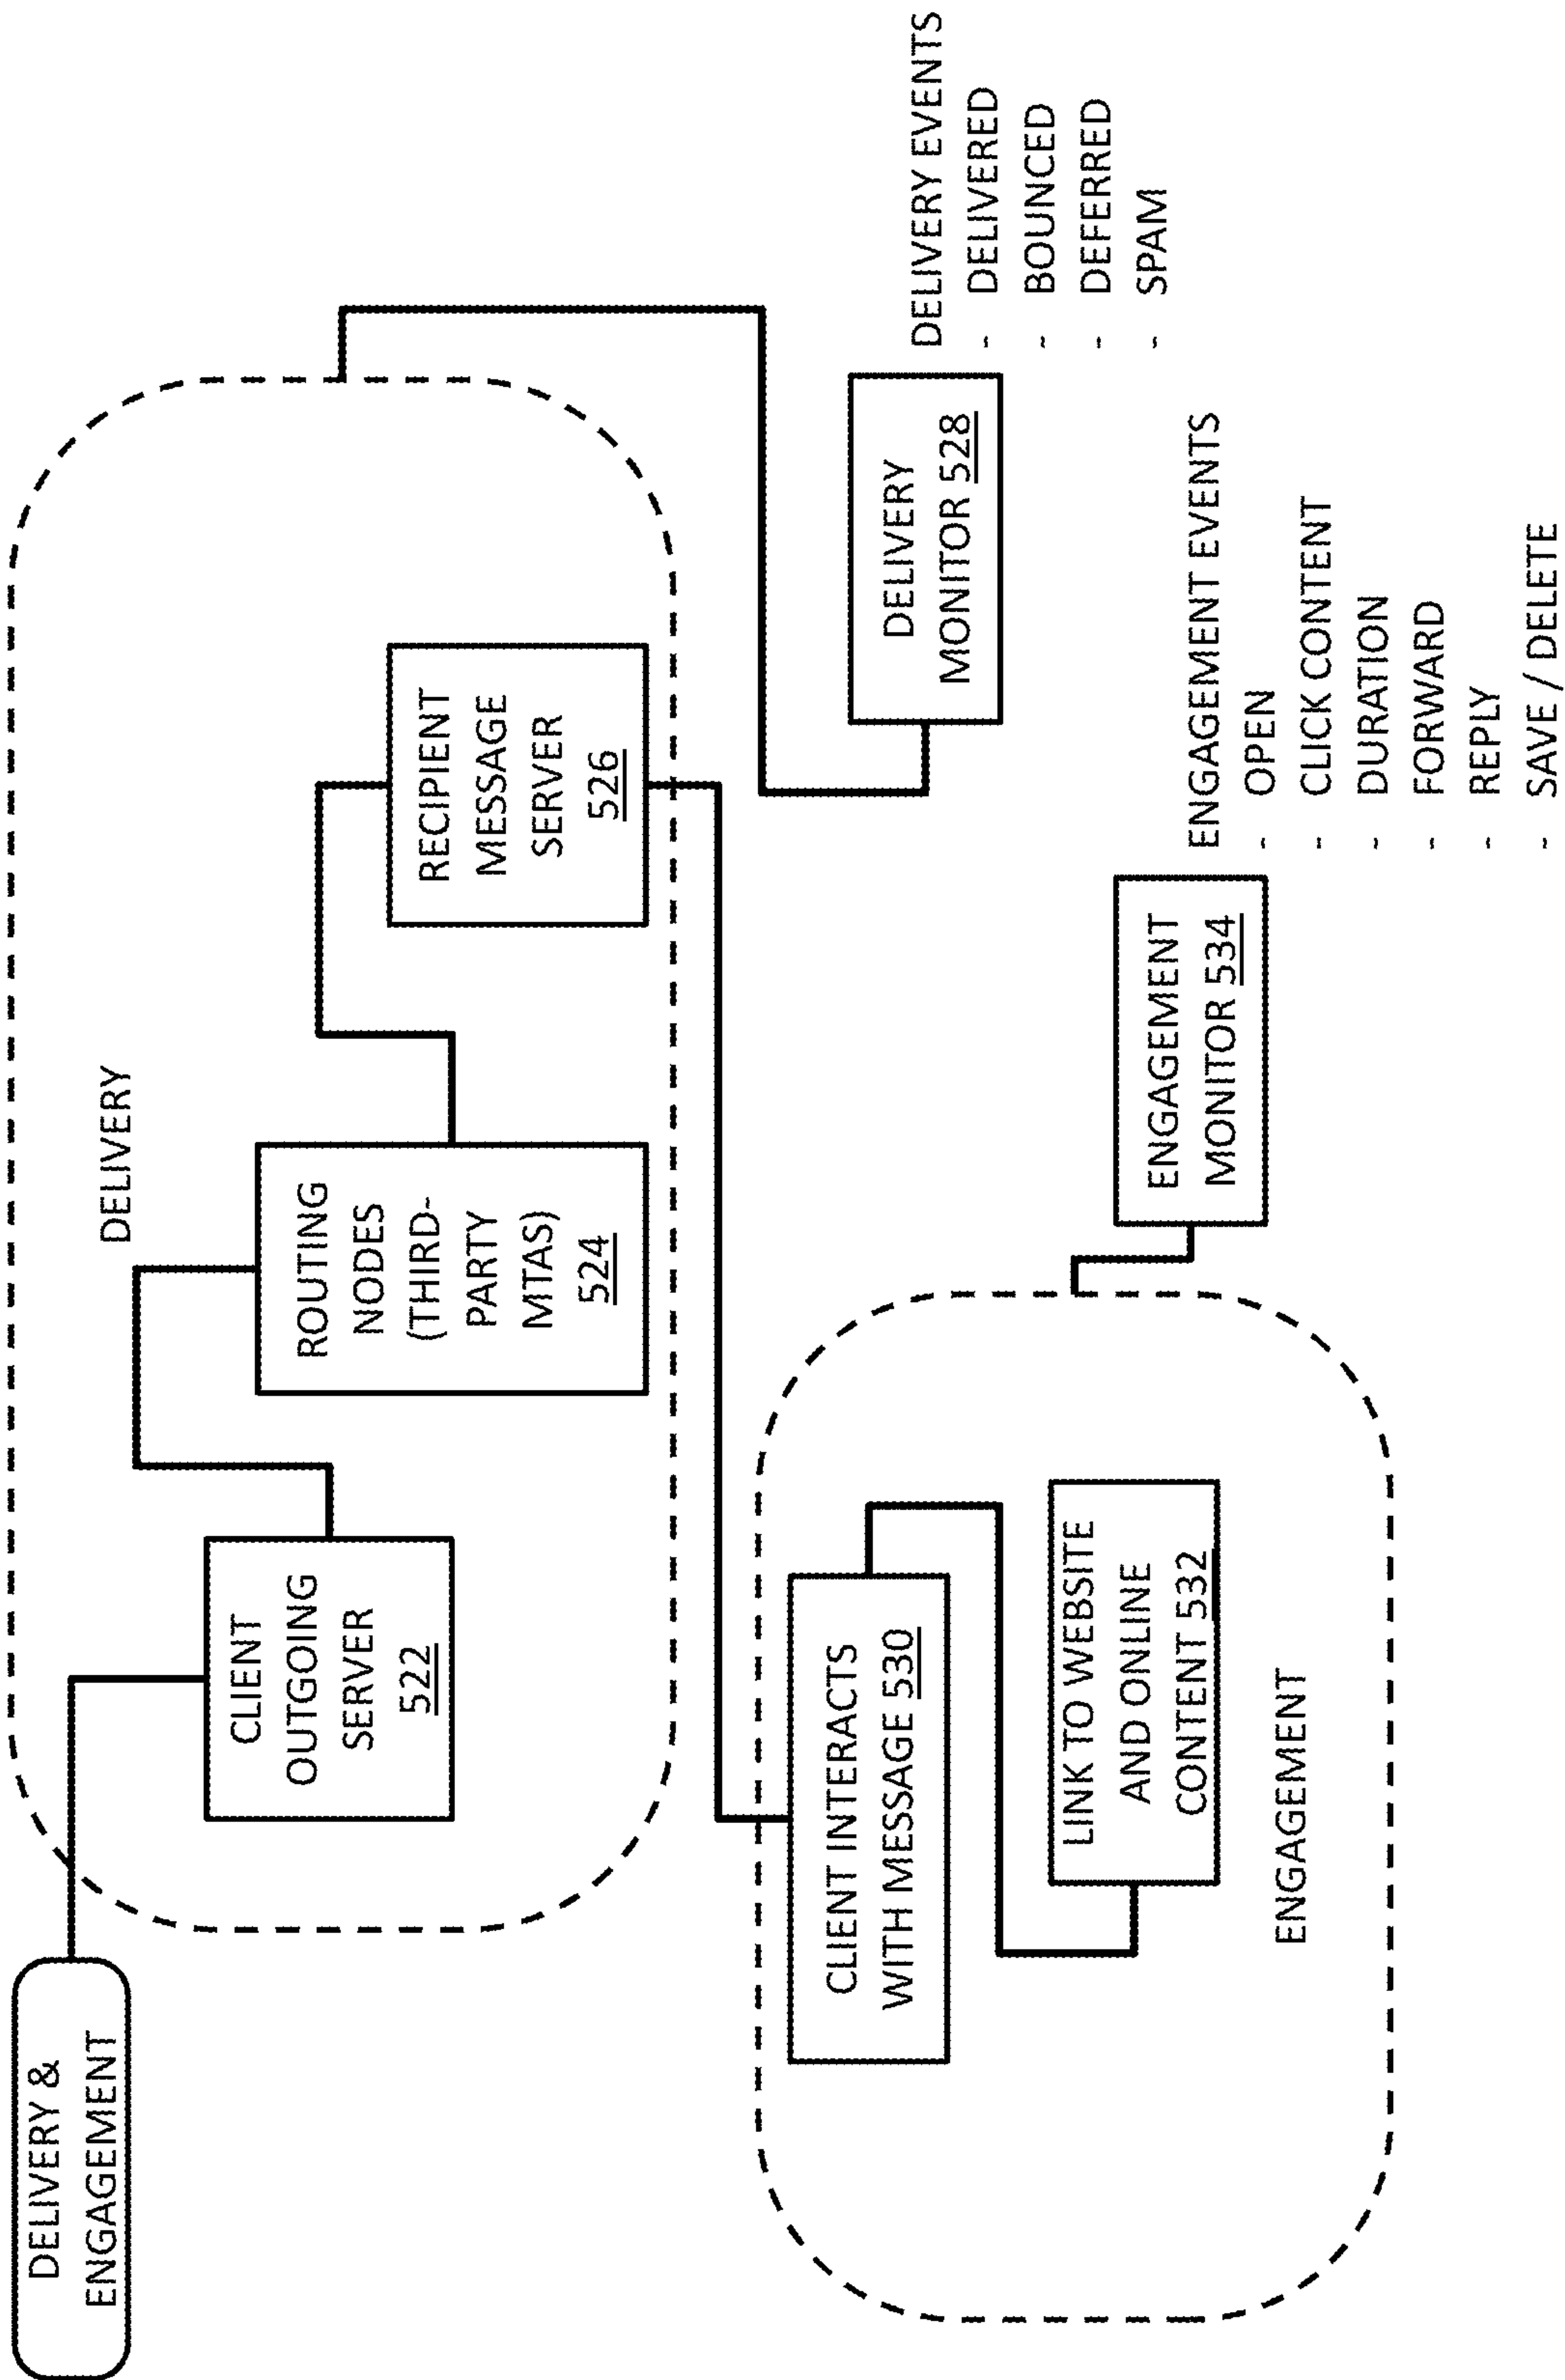 DELIVERY &
ENGAGEMENT
DELIVERY
CLIENT
OUTGOING
SERVER
522
ROUTING
NODES
(THIRD-
PARTY
MTAS)
524
RECIPIENT
MESSAGE
SERVER
526
DELIVERY
MONITOR 528
DELIVERY EVENTS
- DELIVERED
- BOUNCED
- DEFERRED
- SPAM
CLIENT INTERACTS
WITH MESSAGE 530
LINK TO WEBSITE
AND ONLINE
CONTENT 532
ENGAGEMENT
ENGAGEMENT
MONITOR 534
ENGAGEMENT EVENTS
- OPEN
- CLICK CONTENT
- DURATION
- FORWARD
- REPLY
- SAVE / DELETE